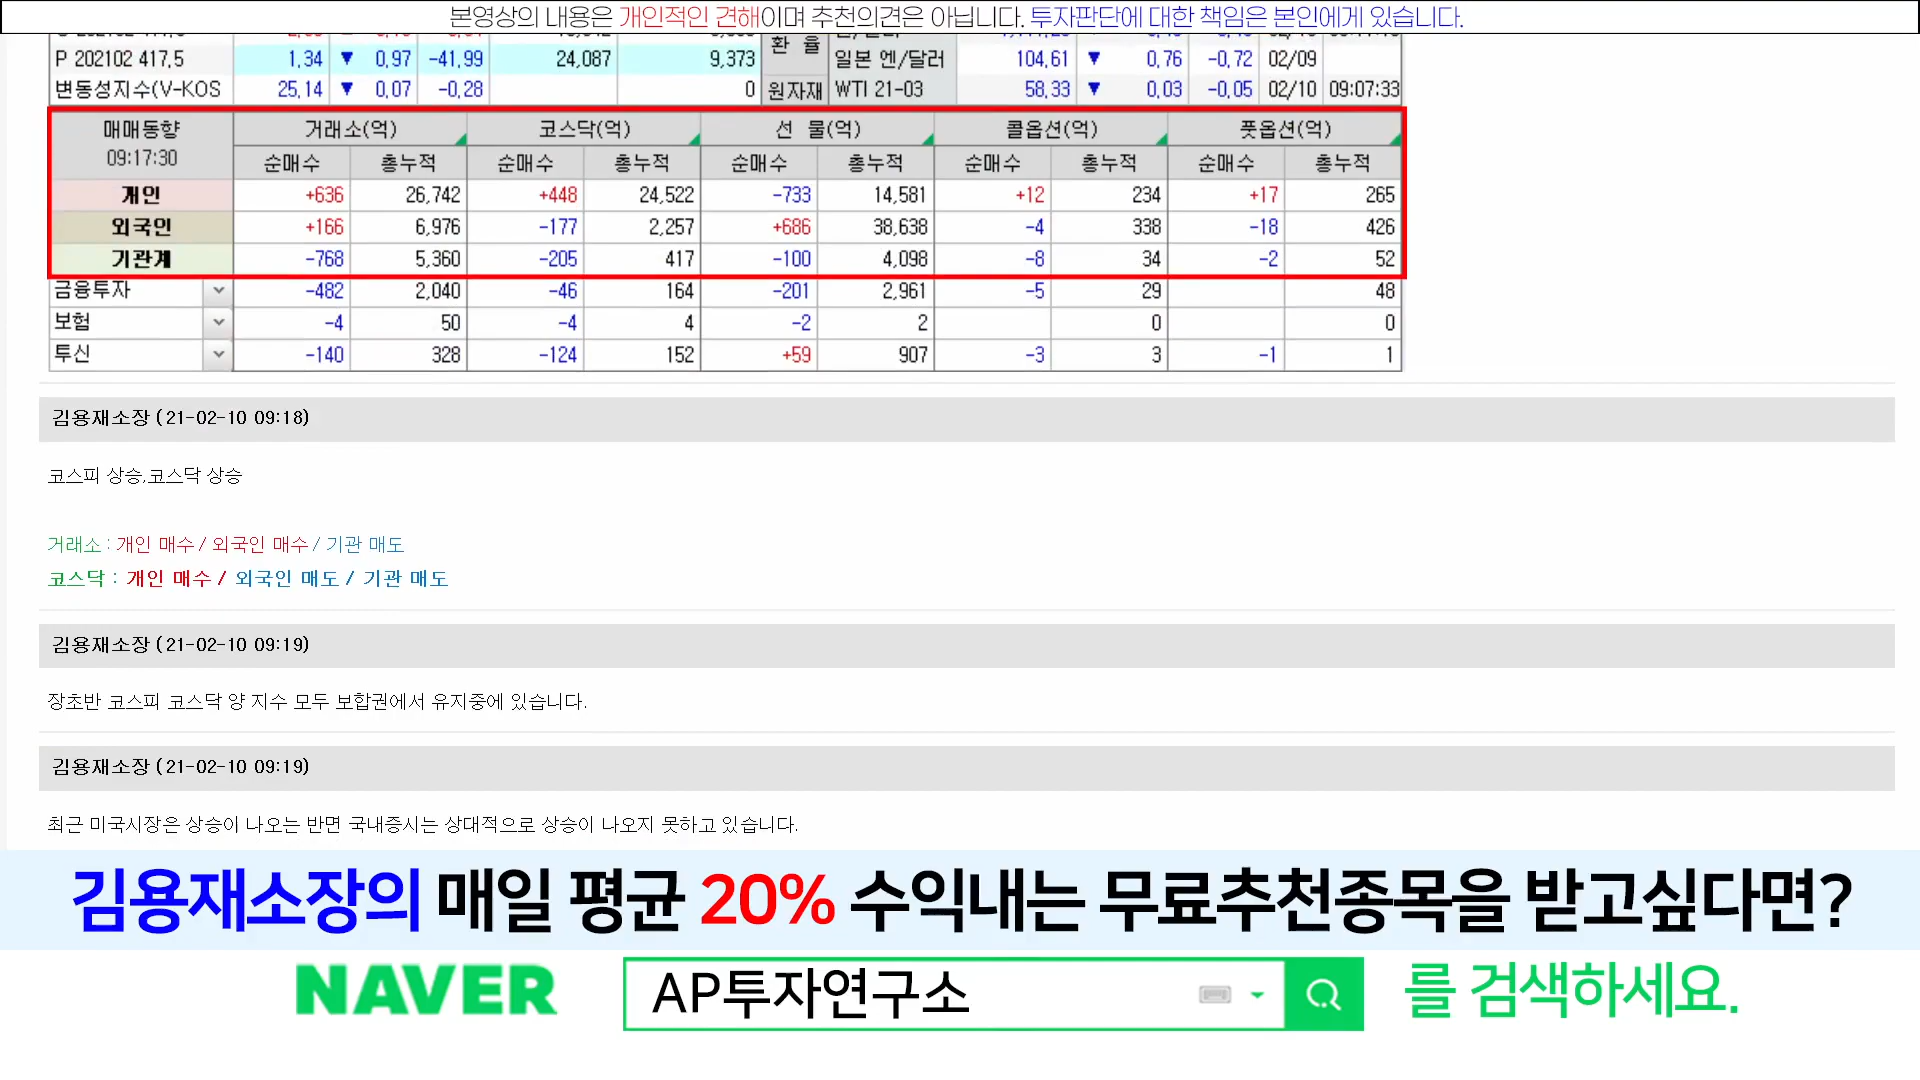 본영상의 내용은 개인적인 견해이며 추천의견은 아닙니다. 투자판단에 대한 책임은 본인에게 있습니다.
P 202102 417,5 1,34 ▼ 0,97 -41,99 24,087 9,373 환 율 일본 엔/달러 104,61 ▼ 0,76 -0,72 02/09
변동성지수(V-KOS 25,14 ▼ 0,07 -0,28 0 원자재 WTI 21-03 58,33 ▼ 0,03 -0,05 02/10 09:07:33
매매동향 거래소(억) 코스닥(억) 선 물(억) 콜옵션(억) 풋옵션(억)
09:17:30 순매수 총누적 순매수 총누적 순매수 총누적 순매수 총누적 순매수 총누적
개인 +636 26,742 +448 24,522 -733 14,581 +12 234 +17 265
외국인 +166 6,976 -177 2,257 +686 38,638 -4 338 -18 426
기관계 -768 5,360 -205 417 -100 4,098 -8 34 -2 52
금융투자 -482 2,040 -46 164 -201 2,961 -5 29 48
보험 -4 50 -4 4 -2 2 0 0
투신 -140 328 -124 152 +59 907 -3 3 -1 1
김용재소장 (21-02-10 09:18)
코스피 상승,코스닥 상승
거래소 : 개인 매수 / 외국인 매수 / 기관 매도
코스닥 : 개인 매수 / 외국인 매도 / 기관 매도
김용재소장 (21-02-10 09:19)
장초반 코스피 코스닥 양 지수 모두 보합권에서 유지중에 있습니다.
김용재소장 (21-02-10 09:19)
최근 미국시장은 상승이 나오는 반면 국내증시는 상대적으로 상승이 나오지 못하고 있습니다.
김용재소장의 매일 평균 20% 수익내는 무료추천종목을 받고싶다면?
NAVER AP투자연구소 를 검색하세요.